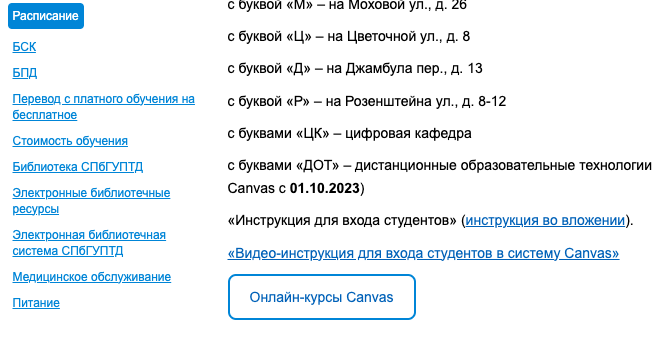 Расписание
БСК
БПД
Перевод с платного обучения на
бесплатное
Стоимость обучения
Библиотека СПбГУПТД
Электронные библиотечные
ресурсы
Электронная библиотечная
система СПбГУПТД
Медицинское обслуживание
Питание
с буквой «М» – на Моховой ул., д. 26
с буквой «Ц» – на Цветочной ул., д. 8
с буквой «Д» – на Джамбула пер., д. 13
с буквой «Р» – на Розенштейна ул., д. 8-12
с буквами «ЦК» – цифровая кафедра
с буквами «ДОТ» – дистанционные образовательные технологии
Canvas с 01.10.2023)
«Инструкция для входа студентов» (инструкция во вложении).
«Видео-инструкция для входа студентов в систему Canvas»
Онлайн-курсы Canvas